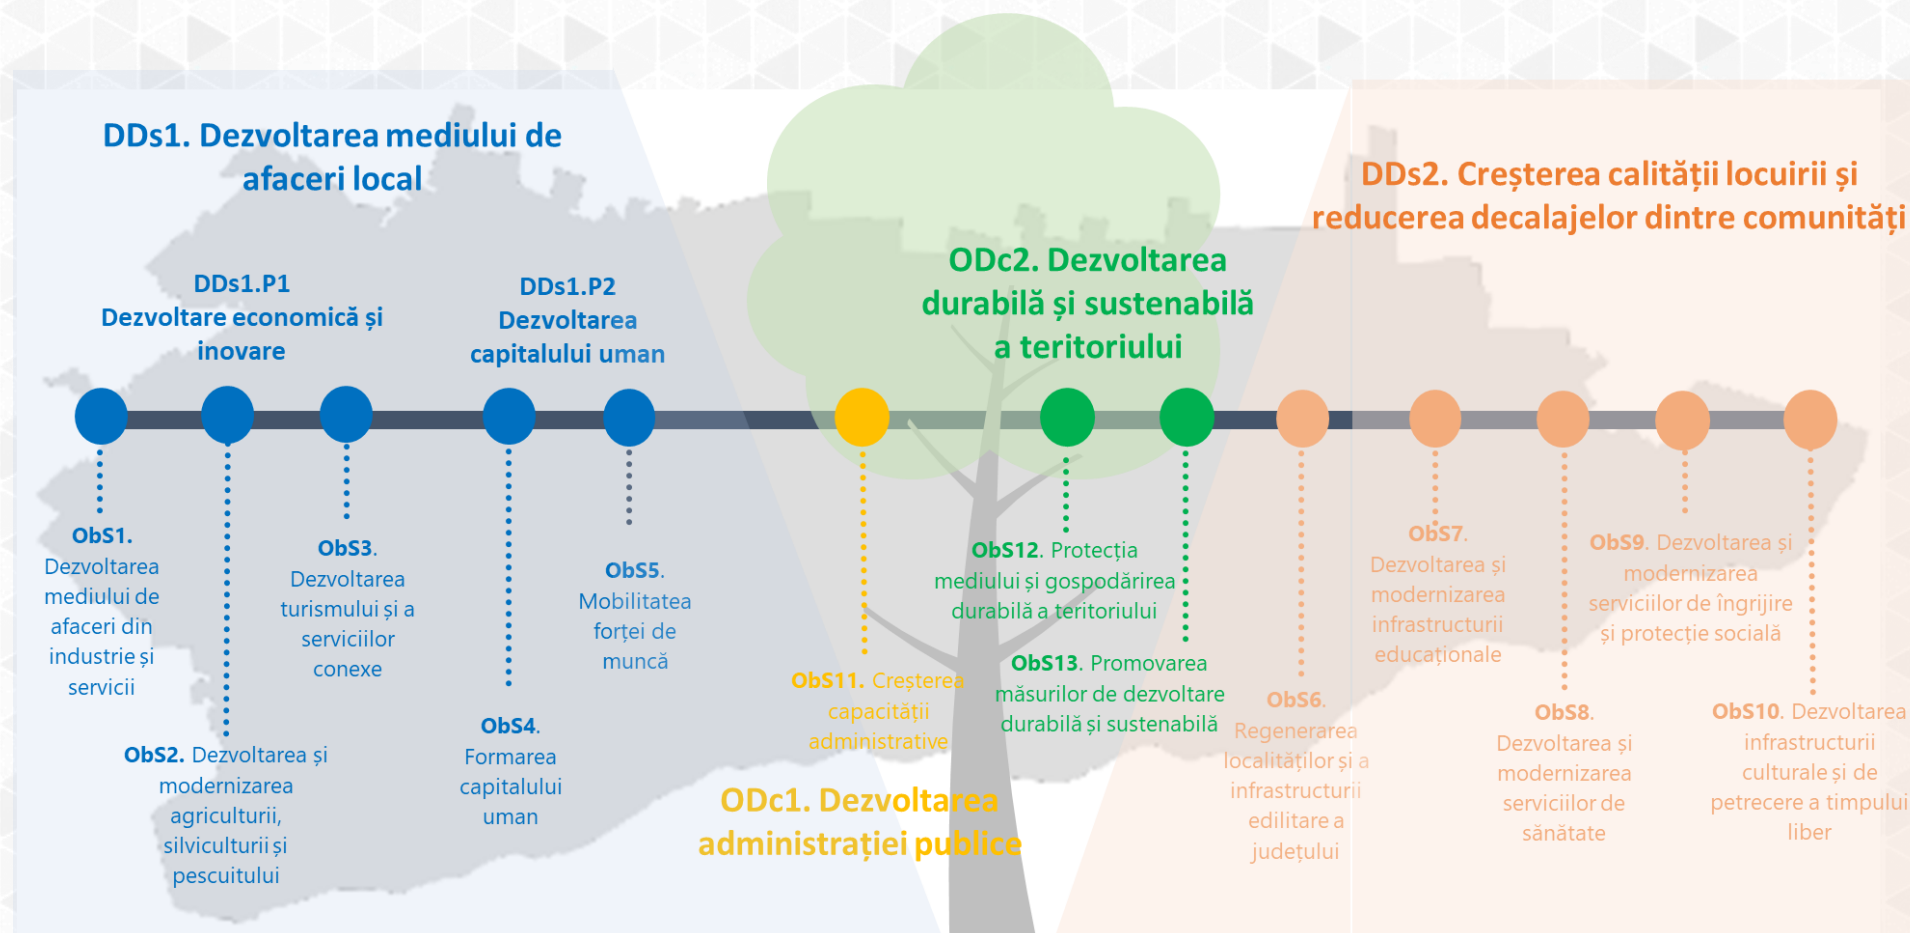 DDs1. Dezvoltarea mediului de
afaceri local
DDs1.P1
Dezvoltare economică și
inovare
DDs1.P2
Dezvoltarea
capitalului uman
ObS1.
Dezvoltarea
mediului de
afaceri din
industrie și
servicii
ObS2. Dezvoltarea și
modernizarea
agriculturii,
silviculturii și
pescuitului
ObS3.
Dezvoltarea
turismului și a
serviciilor
conexe
ObS4.
Formarea
capitalului
uman
ObS5.
Mobilitatea
forței de
muncă
ObS11. Creșterea
capacității
administrative
ODc1. Dezvoltarea
administrației publice
ODc2. Dezvoltarea
durabilă și sustenabilă
a teritoriului
ObS12. Protecția
mediului și gospodărirea
durabilă a teritoriului
ObS13. Promovarea
măsurilor de dezvoltare
durabilă și sustenabilă
DDs2. Creșterea calității locuirii și
reducerea decalajelor dintre comunități
ObS6.
Regenerarea
localităților și a
infrastructurii
edilitare a
județului
ObS7.
Dezvoltarea și
modernizarea
infrastructurii
educaționale
ObS8.
Dezvoltarea și
modernizarea
serviciilor de
sănătate
ObS9. Dezvoltarea și
modernizarea
serviciilor de îngrijire
și protecție socială
ObS10. Dezvoltarea
infrastructurii
culturale și de
petrecere a timpului
liber